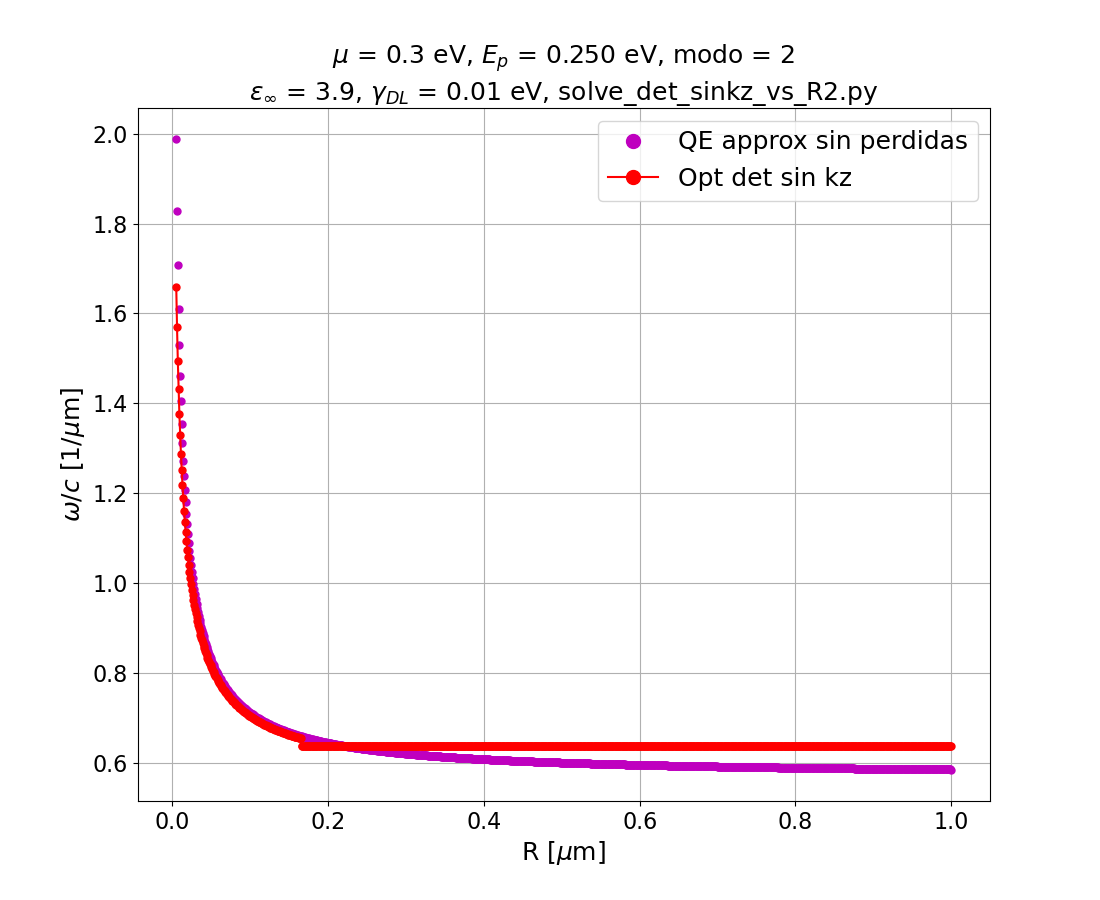 μ = 0.3 eV, E_p = 0.250 eV, modo = 2
ε_∞ = 3.9, γ_DL = 0.01 eV, solve_det_sinkz_vs_R2.py
QE approx sin perdidas
Opt det sin kz
2.0
1.8
1.6
1.4
1.2
1.0
0.8
0.6
ω/c [1/μm]
0.0 0.2 0.4 0.6 0.8 1.0
R [μm]